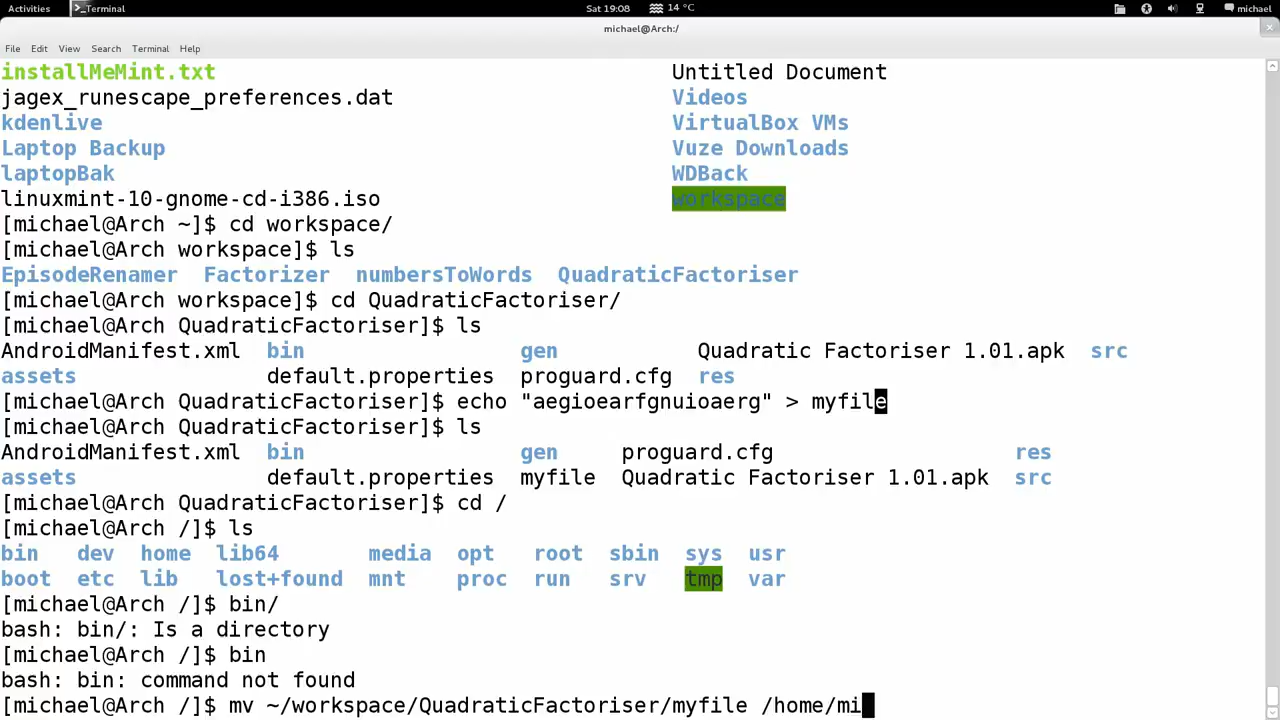 Activities Terminal Sat 19:08 14 °C michael
michael@Arch:/
File Edit View Search Terminal Help
installMeMint.txt Untitled Document
jagex_runescape_preferences.dat Videos
kdenlive VirtualBox VMs
Laptop Backup Vuze Downloads
laptopBak WDBack
linuxmint-10-gnome-cd-i386.iso workspace
[michael@Arch ~]$ cd workspace/
[michael@Arch workspace]$ ls
EpisodeRenamer Factorizer numbersToWords QuadraticFactoriser
[michael@Arch workspace]$ cd QuadraticFactoriser/
[michael@Arch QuadraticFactoriser]$ ls
AndroidManifest.xml bin gen Quadratic Factoriser 1.01.apk src
assets default.properties proguard.cfg res
[michael@Arch QuadraticFactoriser]$ echo "aegioearfgnuioaerg" > myfile
[michael@Arch QuadraticFactoriser]$ ls
AndroidManifest.xml bin gen proguard.cfg res
assets default.properties myfile Quadratic Factoriser 1.01.apk src
[michael@Arch QuadraticFactoriser]$ cd /
[michael@Arch /]$ ls
bin dev home lib64 media opt root sbin sys usr
boot etc lib lost+found mnt proc run srv tmp var
[michael@Arch /]$ bin/
bash: bin/: Is a directory
[michael@Arch /]$ bin
bash: bin: command not found
[michael@Arch /]$ mv ~/workspace/QuadraticFactoriser/myfile /home/mi